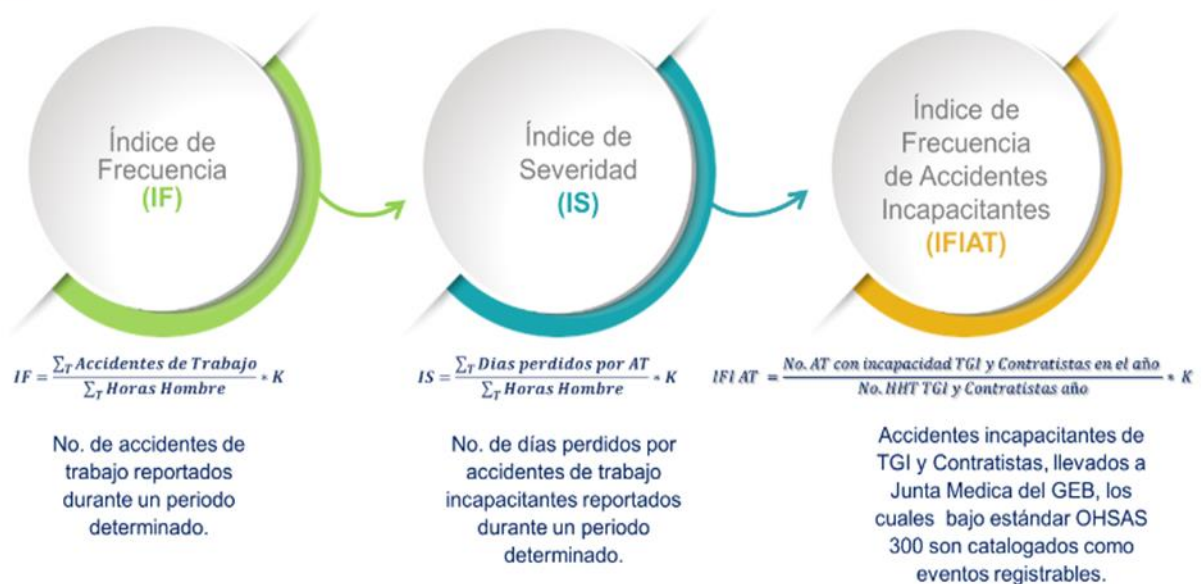 Índice de
Frecuencia
(IF)
Índice de
Severidad
(IS)
Índice de
Frecuencia
de Accidentes
Incapacitantes
(IFIAT)
IF = ∑T Accidentes de Trabajo / ∑T Horas Hombre * K
IS = ∑T Días perdidos por AT / ∑T Horas Hombre * K
IFI AT = No. AT con incapacidad TGI y Contratistas en el año / No. HHT TGI y Contratistas año * K
No. de accidentes de
trabajo reportados
durante un periodo
determinado.
No. de días perdidos por
accidentes de trabajo
incapacitantes reportados
durante un periodo
determinado.
Accidentes incapacitantes de
TGI y Contratistas, llevados a
Junta Medica del GEB, los
cuales bajo estándar OHSAS
300 son catalogados como
eventos registrables.